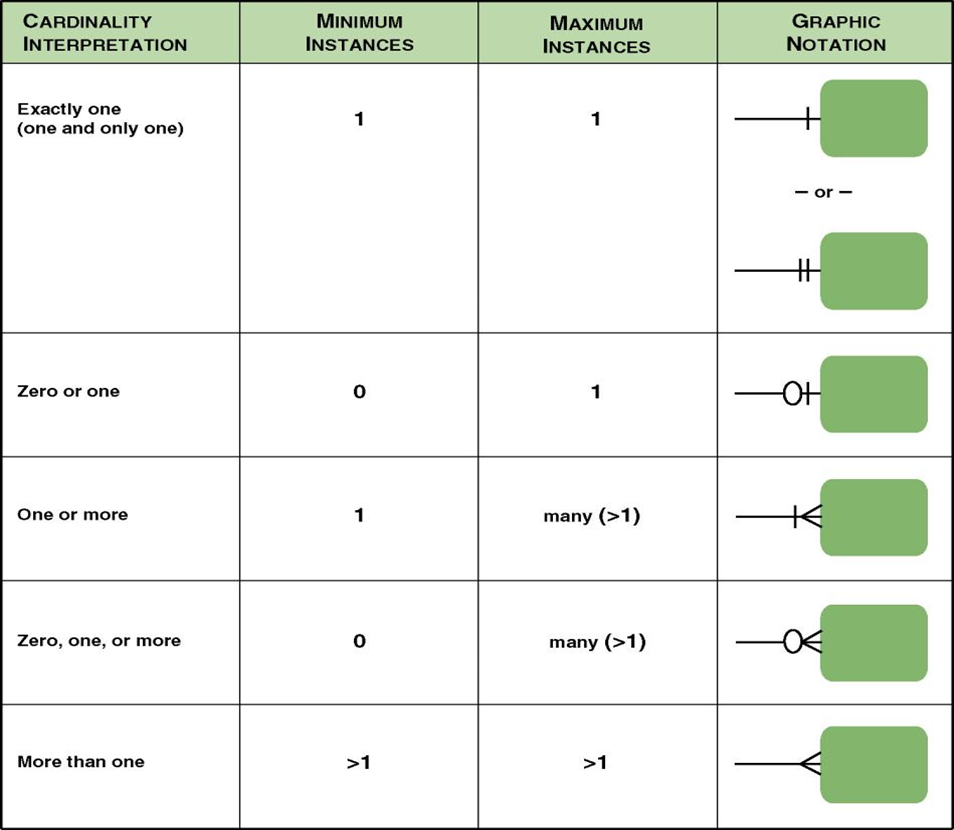 CARDINALITY
INTERPRETATION
MINIMUM
INSTANCES
MAXIMUM
INSTANCES
GRAPHIC
NOTATION
Exactly one
(one and only one)
1
1
– or –
Zero or one
0
1
One or more
1
many (>1)
Zero, one, or more
0
many (>1)
More than one
>1
>1